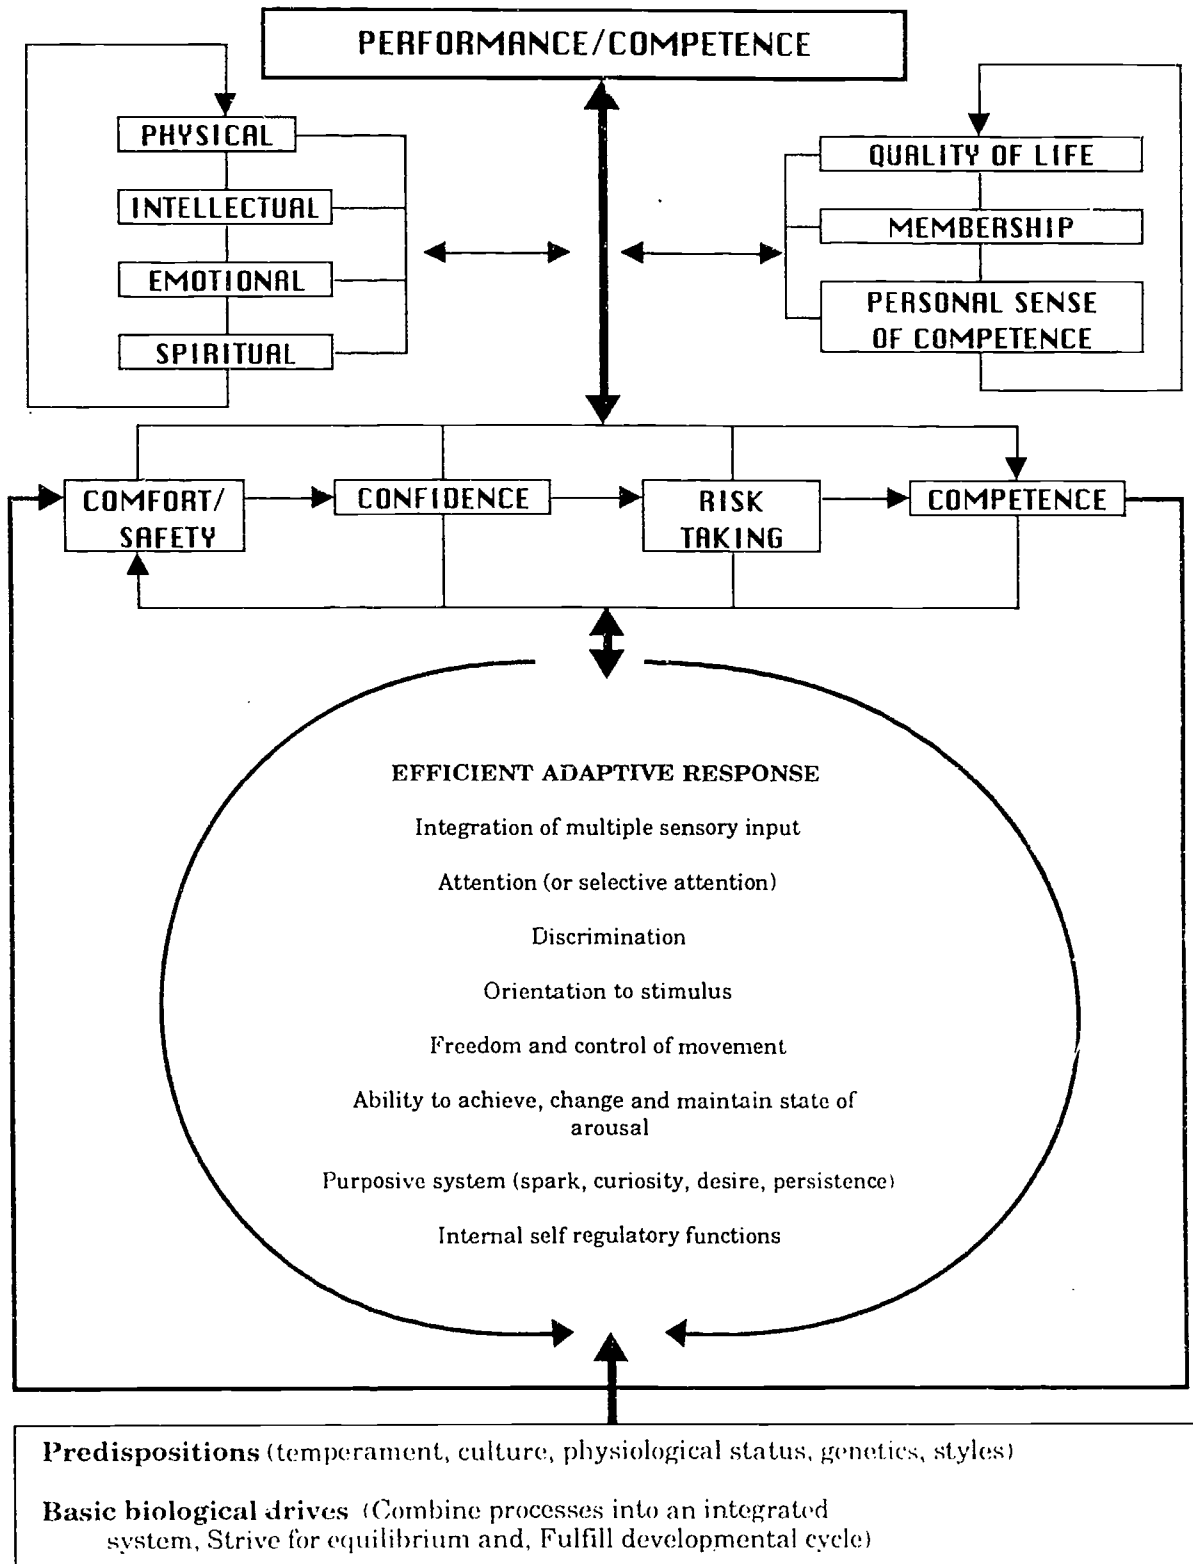 PERFORMANCE/COMPETENCE
PHYSICAL
INTELLECTUAL
EMOTIONAL
SPIRITUAL
QUALITY OF LIFE
MEMBERSHIP
PERSONAL SENSE
OF COMPETENCE
COMFORT/
SAFETY
CONFIDENCE
RISK
TAKING
COMPETENCE
EFFICIENT ADAPTIVE RESPONSE
Integration of multiple sensory input
Attention (or selective attention)
Discrimination
Orientation to stimulus
Freedom and control of movement
Ability to achieve, change and maintain state of
arousal
Purposive system (spark, curiosity, desire, persistence)
Internal self regulatory functions
Predispositions (temperament, culture, physiological status, genetics, styles)
Basic biological drives (Combine processes into an integrated
system, Strive for equilibrium and, Fulfill developmental cycle)